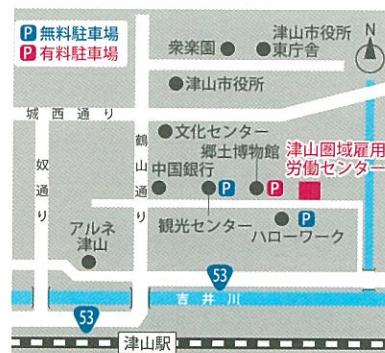 P 無料駐車場
P 有料駐車場
N
衆楽園
津山市役所
東庁舎
津山市役所
城西通り
文化センター
鶴山通り
奴通り
郷土博物館
津山圏域雇用
労働センター
中国銀行
P
P
観光センター
ハローワーク
P
アルネ
津山
53
吉井川
53
津山駅